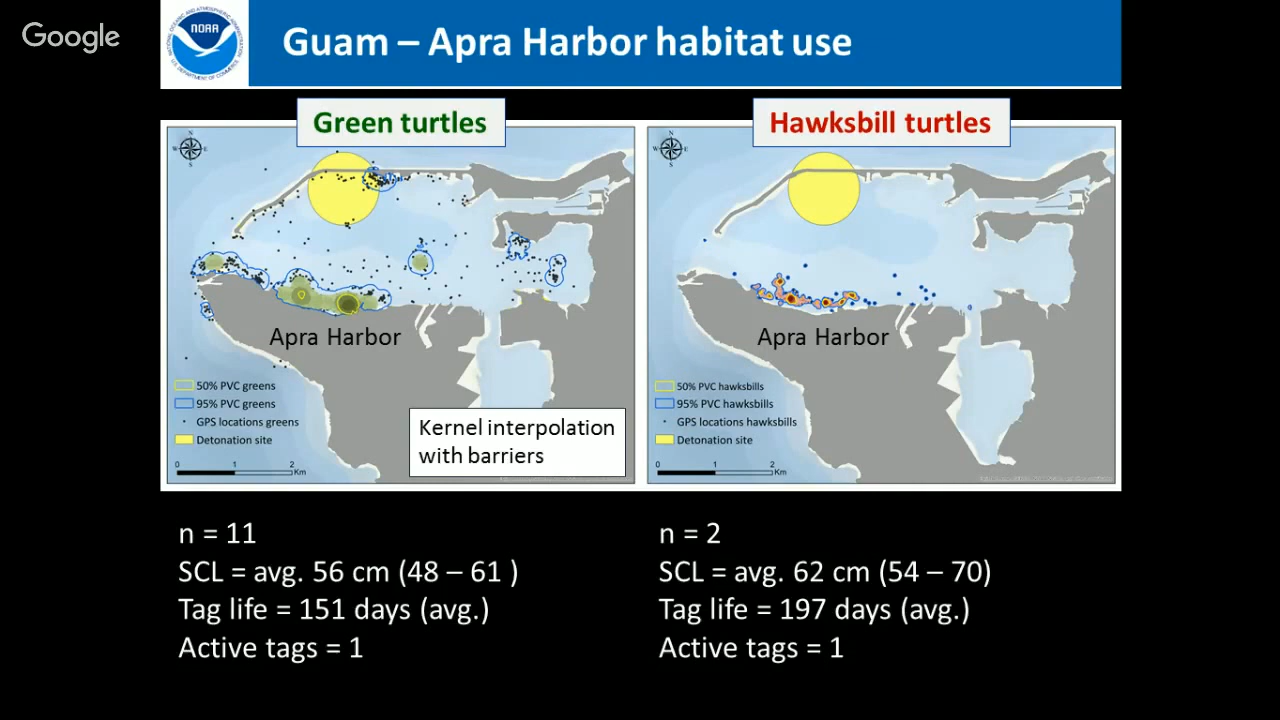 Google
NOAA
Guam – Apra Harbor habitat use
Green turtles
N
W
E
S
Apra Harbor
50% PVC greens
95% PVC greens
GPS locations greens
Detonation site
0 1 2
Km
Kernel interpolation
with barriers
Hawksbill turtles
N
W
E
S
Apra Harbor
50% PVC hawksbills
95% PVC hawksbills
GPS locations hawksbills
Detonation site
0 1 2
Km
n = 11
SCL = avg. 56 cm (48 – 61 )
Tag life = 151 days (avg.)
Active tags = 1
n = 2
SCL = avg. 62 cm (54 – 70)
Tag life = 197 days (avg.)
Active tags = 1